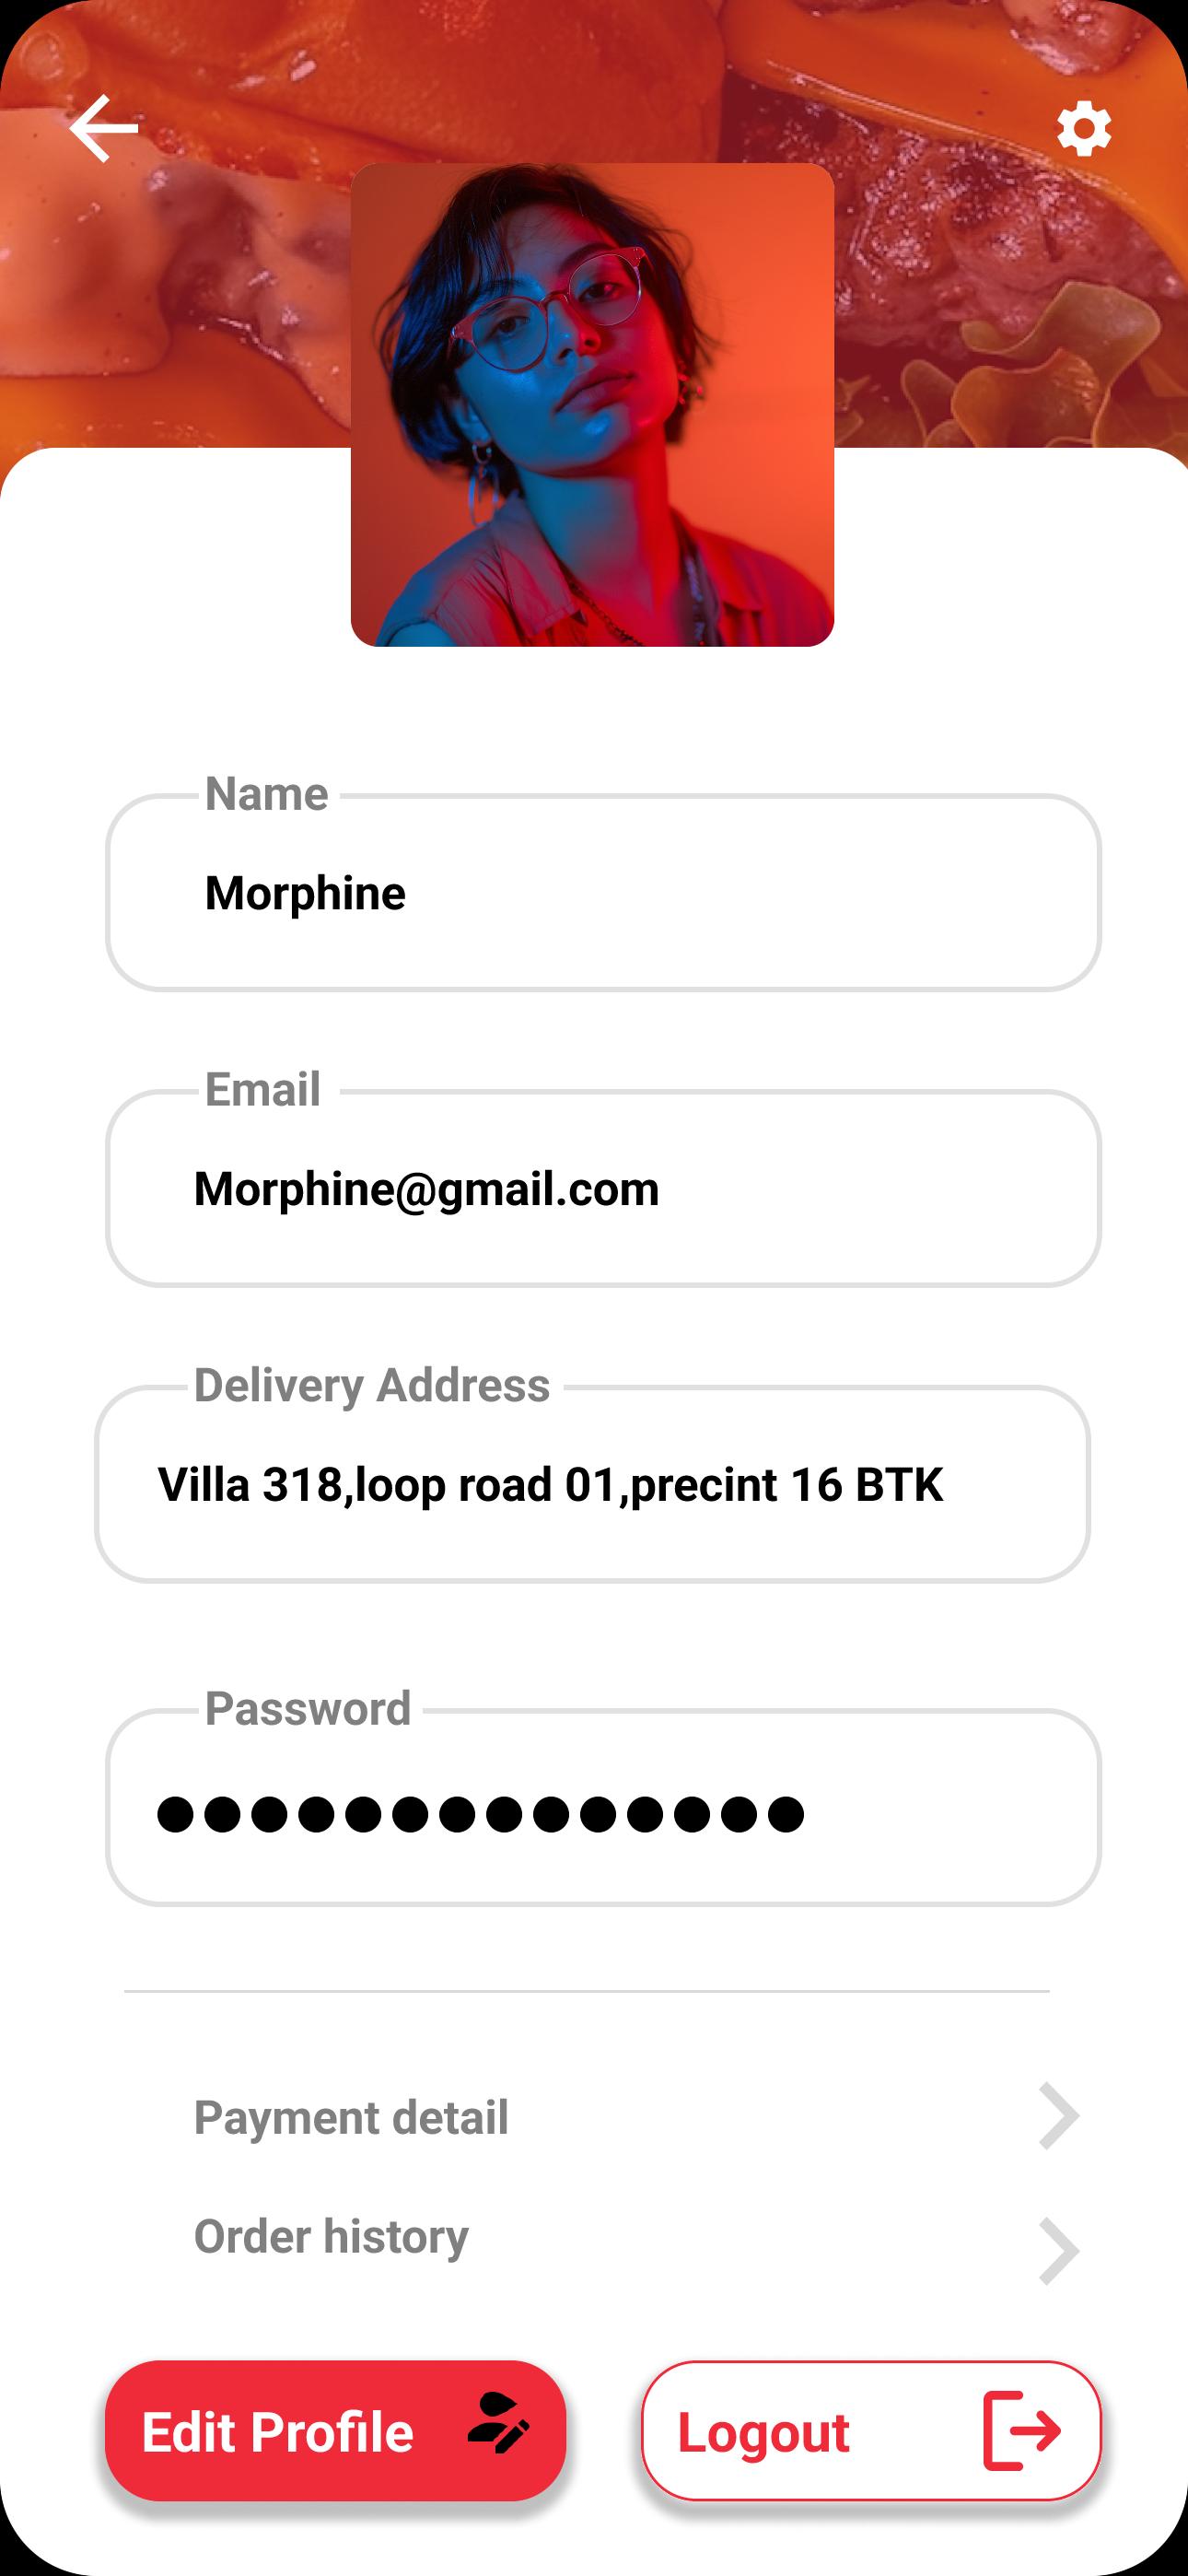 Name
Morphine
Email
Morphine@gmail.com
Delivery Address
Villa 318,loop road 01,precint 16 BTK
Password
Payment detail
Order history
Edit Profile
Logout